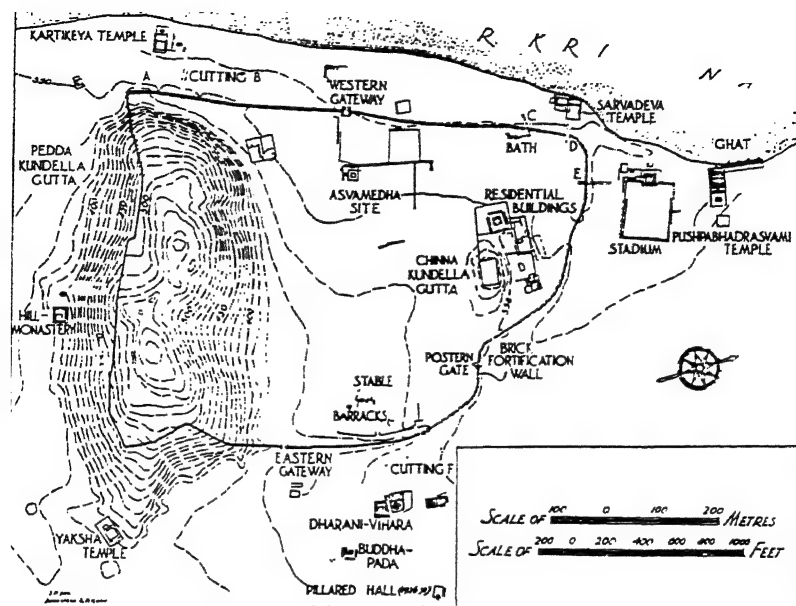 KARTIKEYA TEMPLE
R. KRI
N
A
CUTTING B
WESTERN
GATEWAY
C
SARVADEVA
TEMPLE
D
BATH
GHAT
PEDDA
KUNDELLA
GUTTA
E
ASVAMEDHA
SITE
RESIDENTIAL
BUILDINGS
STADIUM
PUSHPABHADRASVAMI
TEMPLE
CHINNA
KUNDELLA
GUTTA
HILL
MONASTERY
POSTERN
GATE
BRICK
FORTIFICATION
WALL
STABLE
BARRACKS
EASTERN
GATEWAY
CUTTING F
DHARANI-VIHARA
YAKSHA
TEMPLE
BUDDHA-
PADA
PILLARED HALL
SCALE OF 100 0 100 200 METRES
SCALE OF 200 0 200 400 600 800 1000 FEET